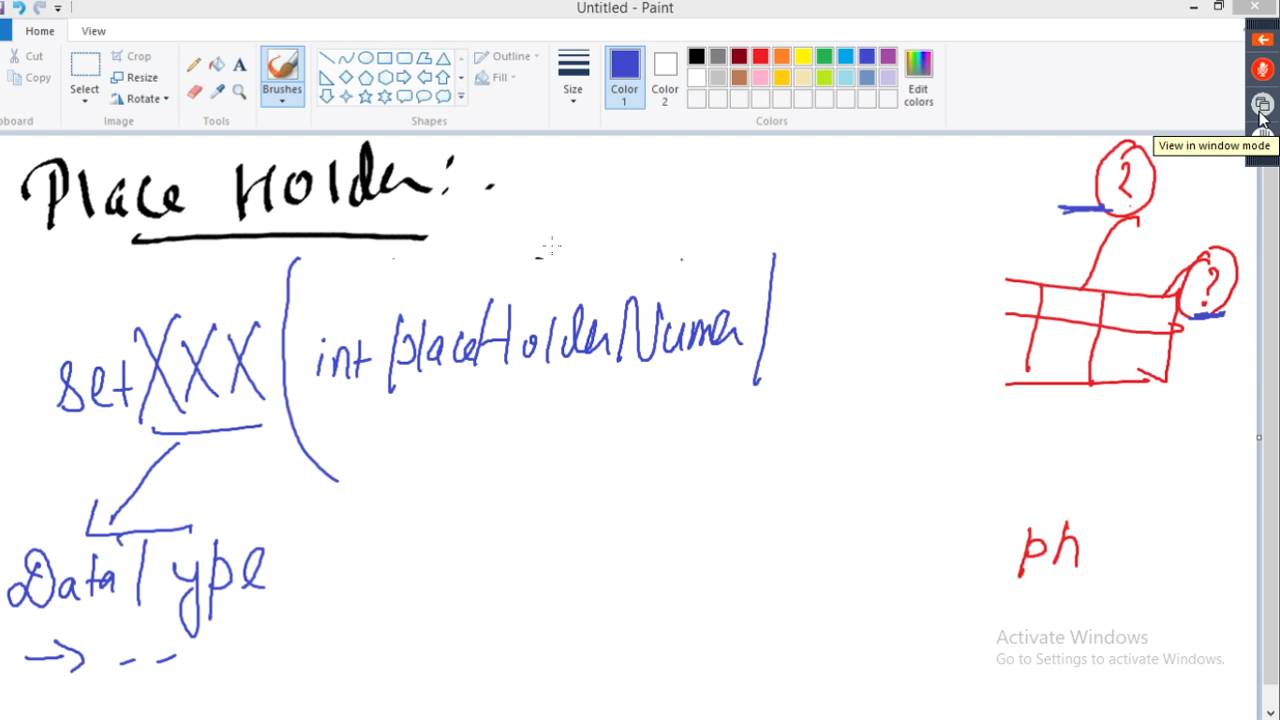 Untitled - Paint
Home View
Cut
Copy
board
Select
Crop
Resize
Rotate
Image
A
Tools
Brushes
Outline
Fill
Shapes
Size
Color 1
Color 2
Edit colors
Colors
View in window mode
Place Holder:
?
?
setXXX(int placeHolderNumer
DataType
ph
Activate Windows
Go to Settings to activate Windows.